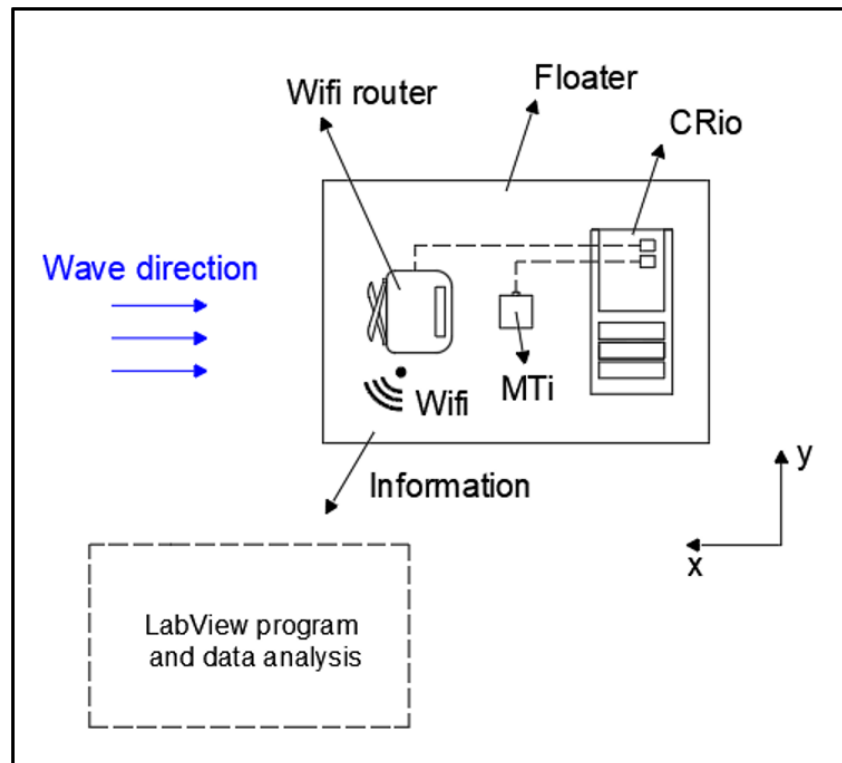 Wifi router
Floater
CRio
Wave direction
Wifi
MTi
Information
y
x
LabView program
and data analysis